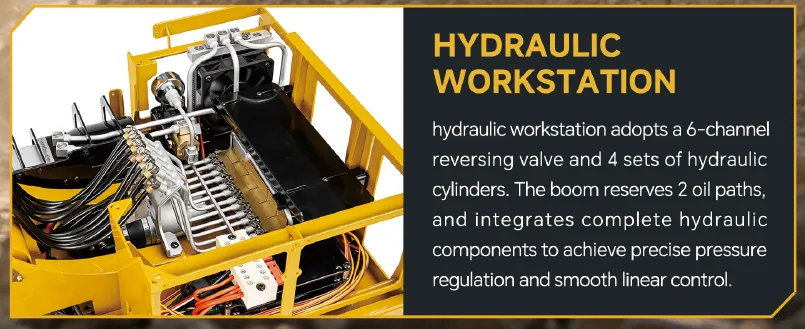 HYDRAULIC
WORKSTATION
hydraulic workstation adopts a 6-channel
reversing valve and 4 sets of hydraulic
cylinders. The boom reserves 2 oil paths,
and integrates complete hydraulic
components to achieve precise pressure
regulation and smooth linear control.